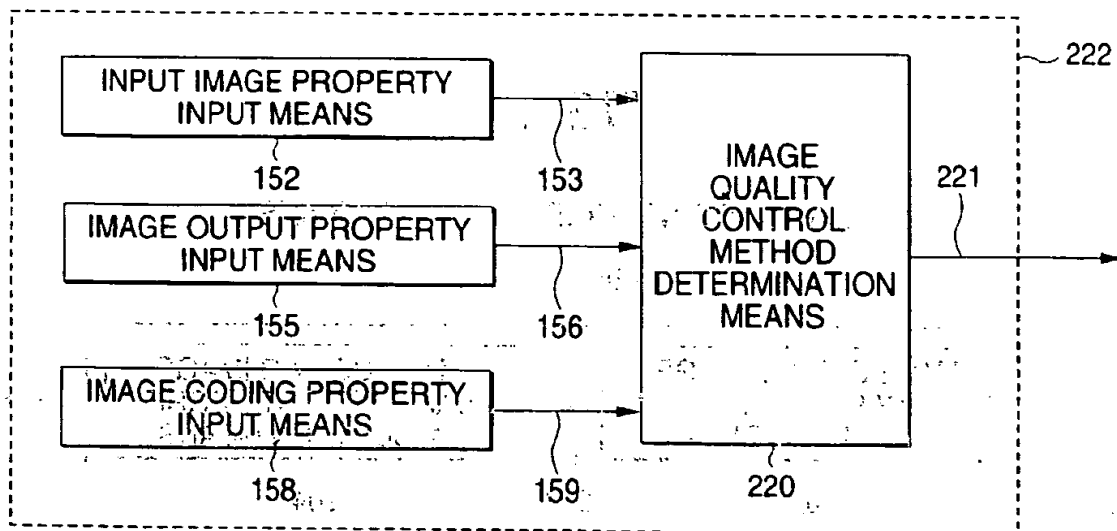 INPUT IMAGE PROPERTY
INPUT MEANS
152
153
IMAGE OUTPUT PROPERTY
INPUT MEANS
155
156
IMAGE CODING PROPERTY
INPUT MEANS
158
159
IMAGE
QUALITY
CONTROL
METHOD
DETERMINATION
MEANS
220
221
222